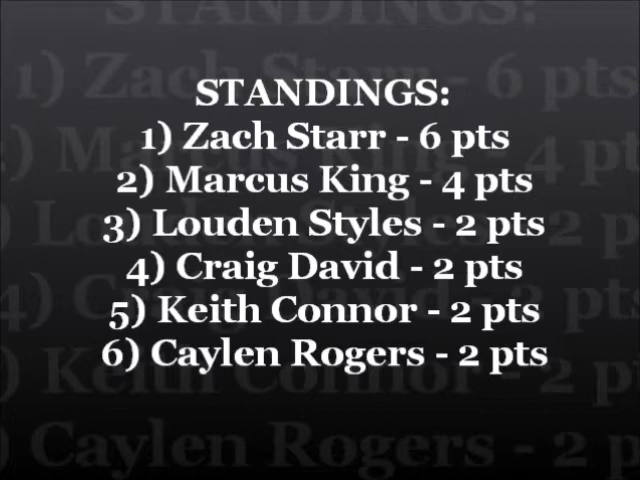 STANDINGS:
1) Zach Starr - 6 pts
2) Marcus King - 4 pts
3) Louden Styles - 2 pts
4) Craig David - 2 pts
5) Keith Connor - 2 pts
6) Caylen Rogers - 2 pts